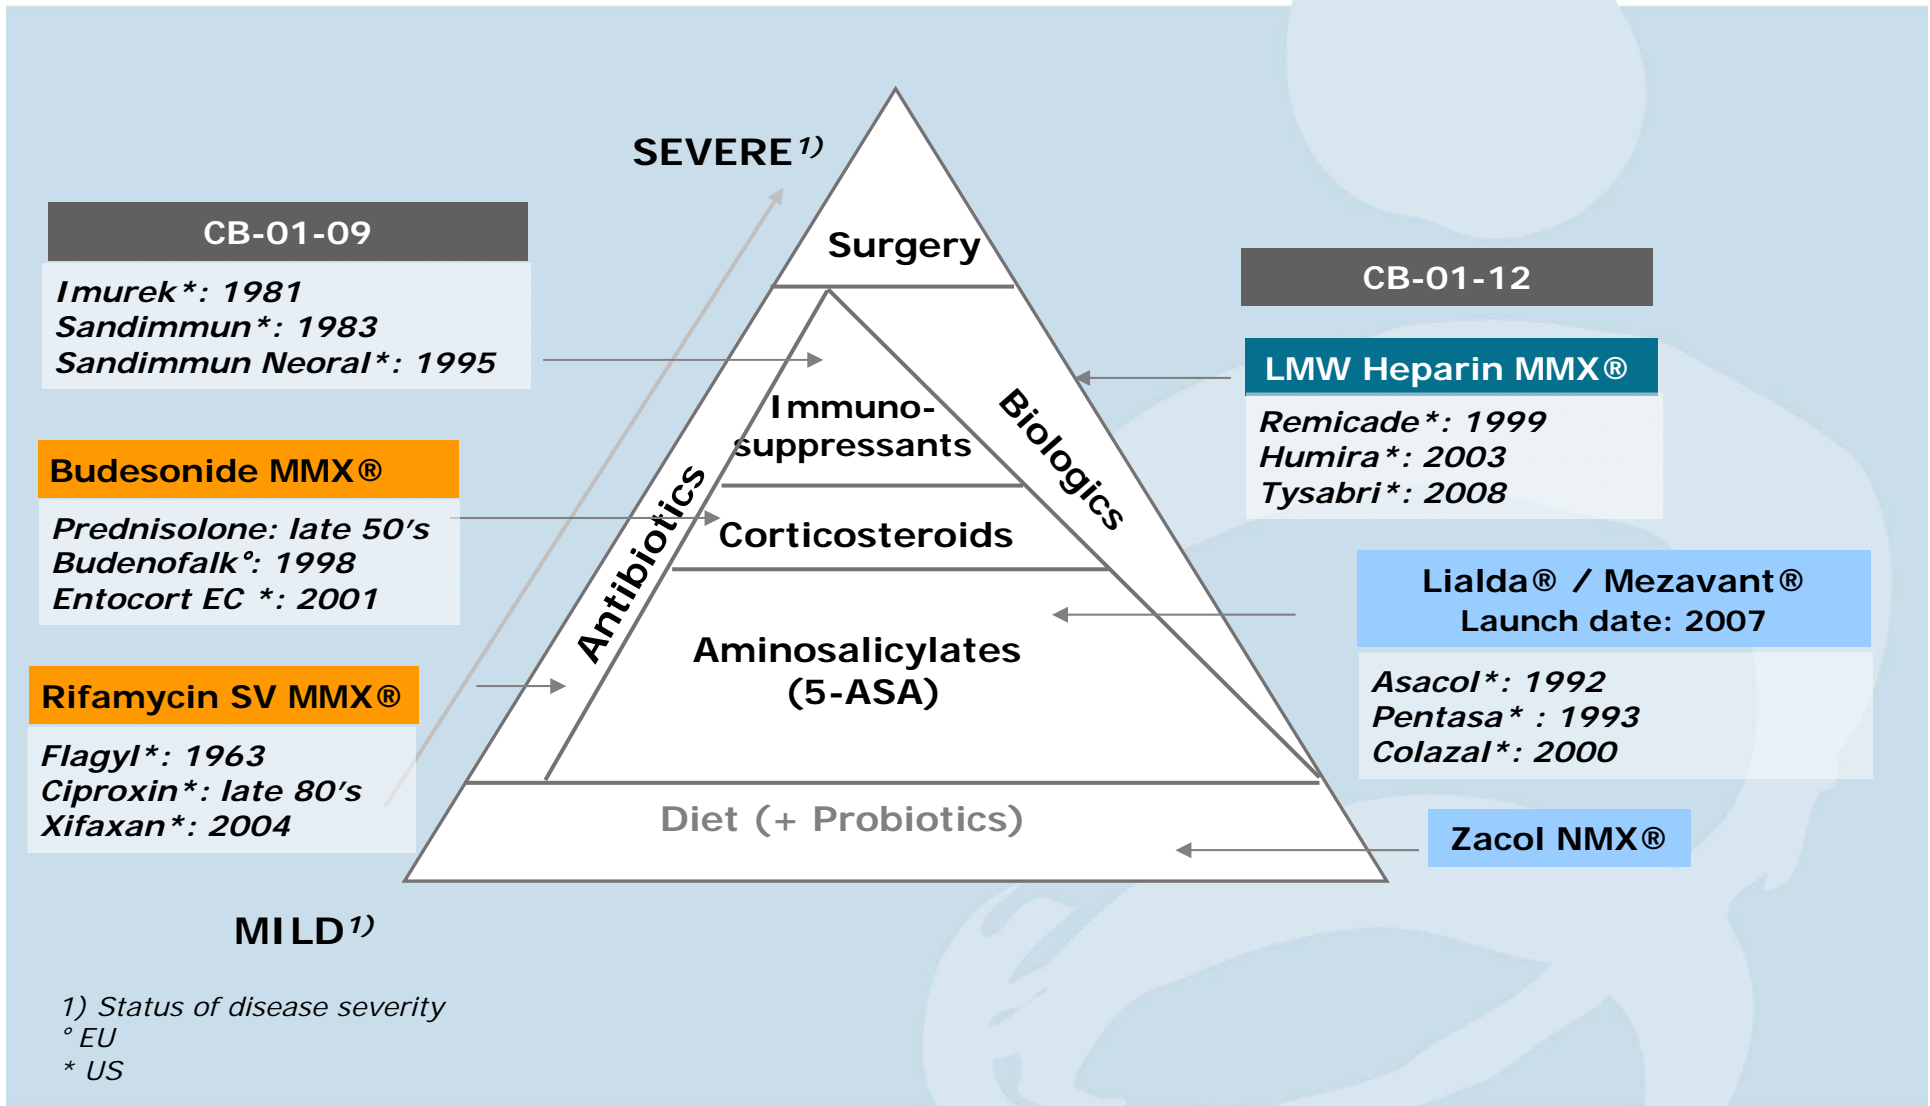 SEVERE1)
CB-01-09
Imurek*: 1981
Sandimmun*: 1983
Sandimmun Neoral*: 1995
Budesonide MMX®
Prednisolone: late 50's
Budenofalk°: 1998
Entocort EC *: 2001
Rifamycin SV MMX®
Flagyl*: 1963
Ciproxin*: late 80's
Xifaxan*: 2004
Surgery
Immuno-
suppressants
Corticosteroids
Aminosalicylates
(5-ASA)
Antibiotics
Biologics
Diet (+ Probiotics)
CB-01-12
LMW Heparin MMX®
Remicade*: 1999
Humira*: 2003
Tysabri*: 2008
Lialda® / Mezavant®
Launch date: 2007
Asacol*: 1992
Pentasa* : 1993
Colazal*: 2000
Zacol NMX®
MILD1)
1) Status of disease severity
° EU
* US